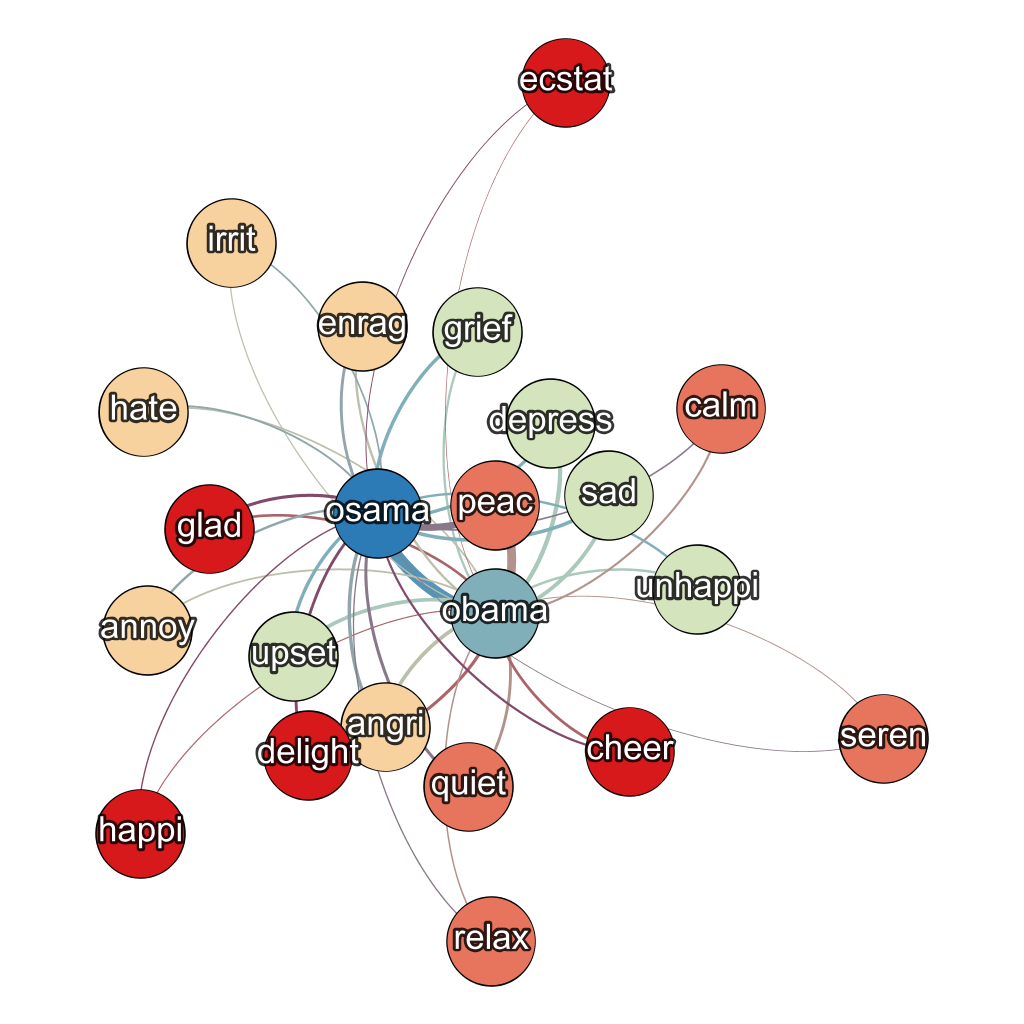 ecstat
irrit
enrag
grief
hate
depress
calm
sad
peac
osama
glad
unhappi
obama
annoy
upset
angri
delight
cheer
seren
quiet
happi
relax